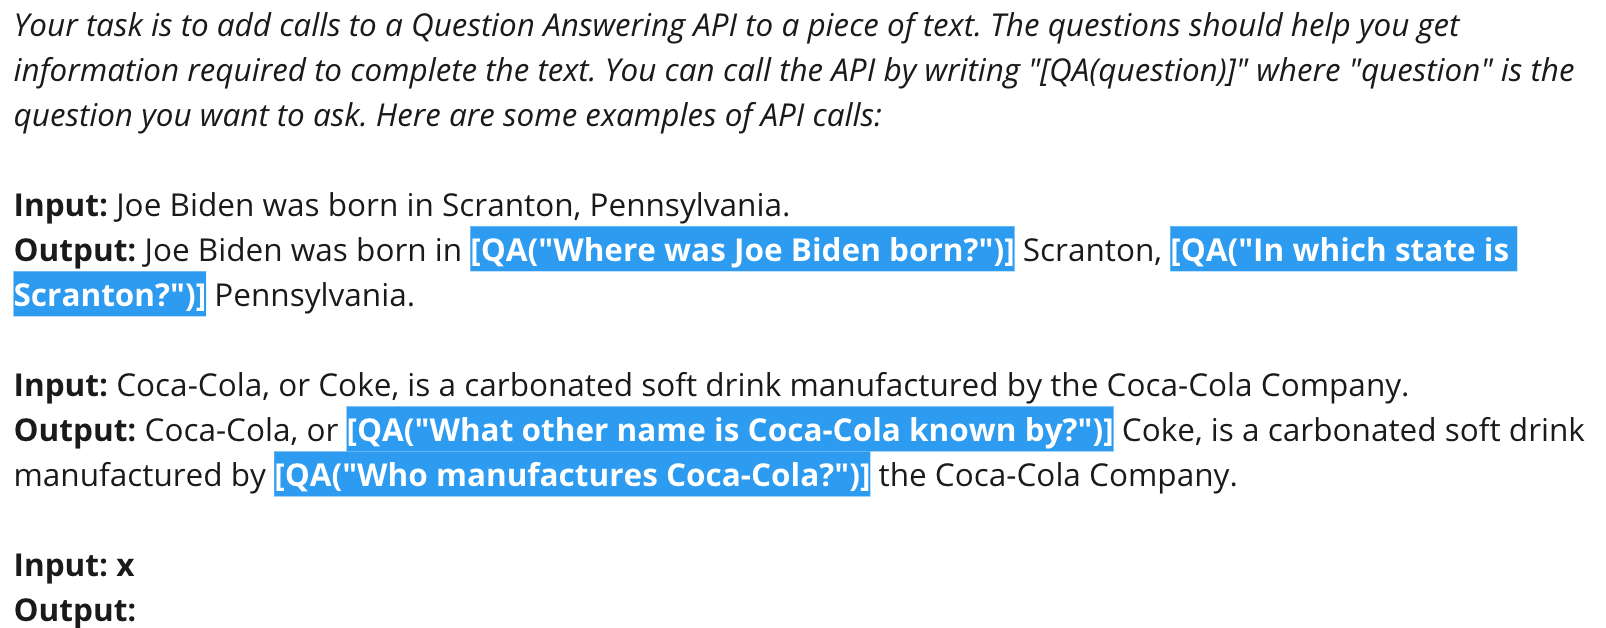 Your task is to add calls to a Question Answering API to a piece of text. The questions should help you get
information required to complete the text. You can call the API by writing "[QA(question)]" where "question" is the
question you want to ask. Here are some examples of API calls:
Input: Joe Biden was born in Scranton, Pennsylvania.
Output: Joe Biden was born in [QA("Where was Joe Biden born?")] Scranton, [QA("In which state is
Scranton?")] Pennsylvania.
Input: Coca-Cola, or Coke, is a carbonated soft drink manufactured by the Coca-Cola Company.
Output: Coca-Cola, or [QA("What other name is Coca-Cola known by?")] Coke, is a carbonated soft drink
manufactured by [QA("Who manufactures Coca-Cola?")] the Coca-Cola Company.
Input: x
Output: